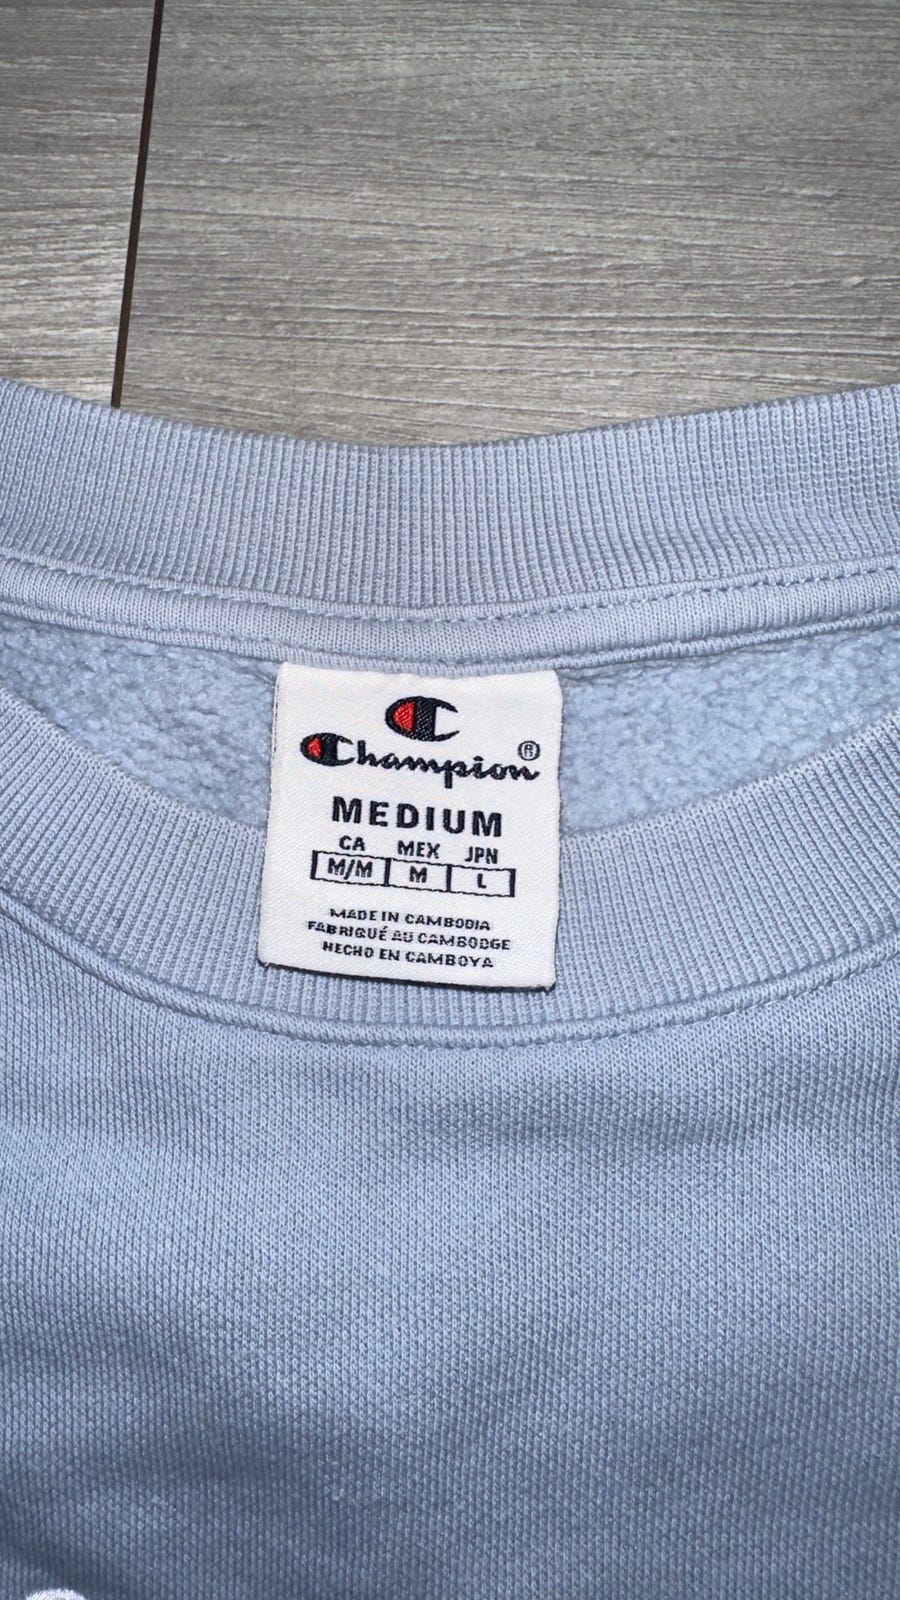 Champion®
MEDIUM
CA MEX JPN
M/M M L
MADE IN CAMBODIA
FABRIQUÉ AU CAMBODGE
HECHO EN CAMBOYA